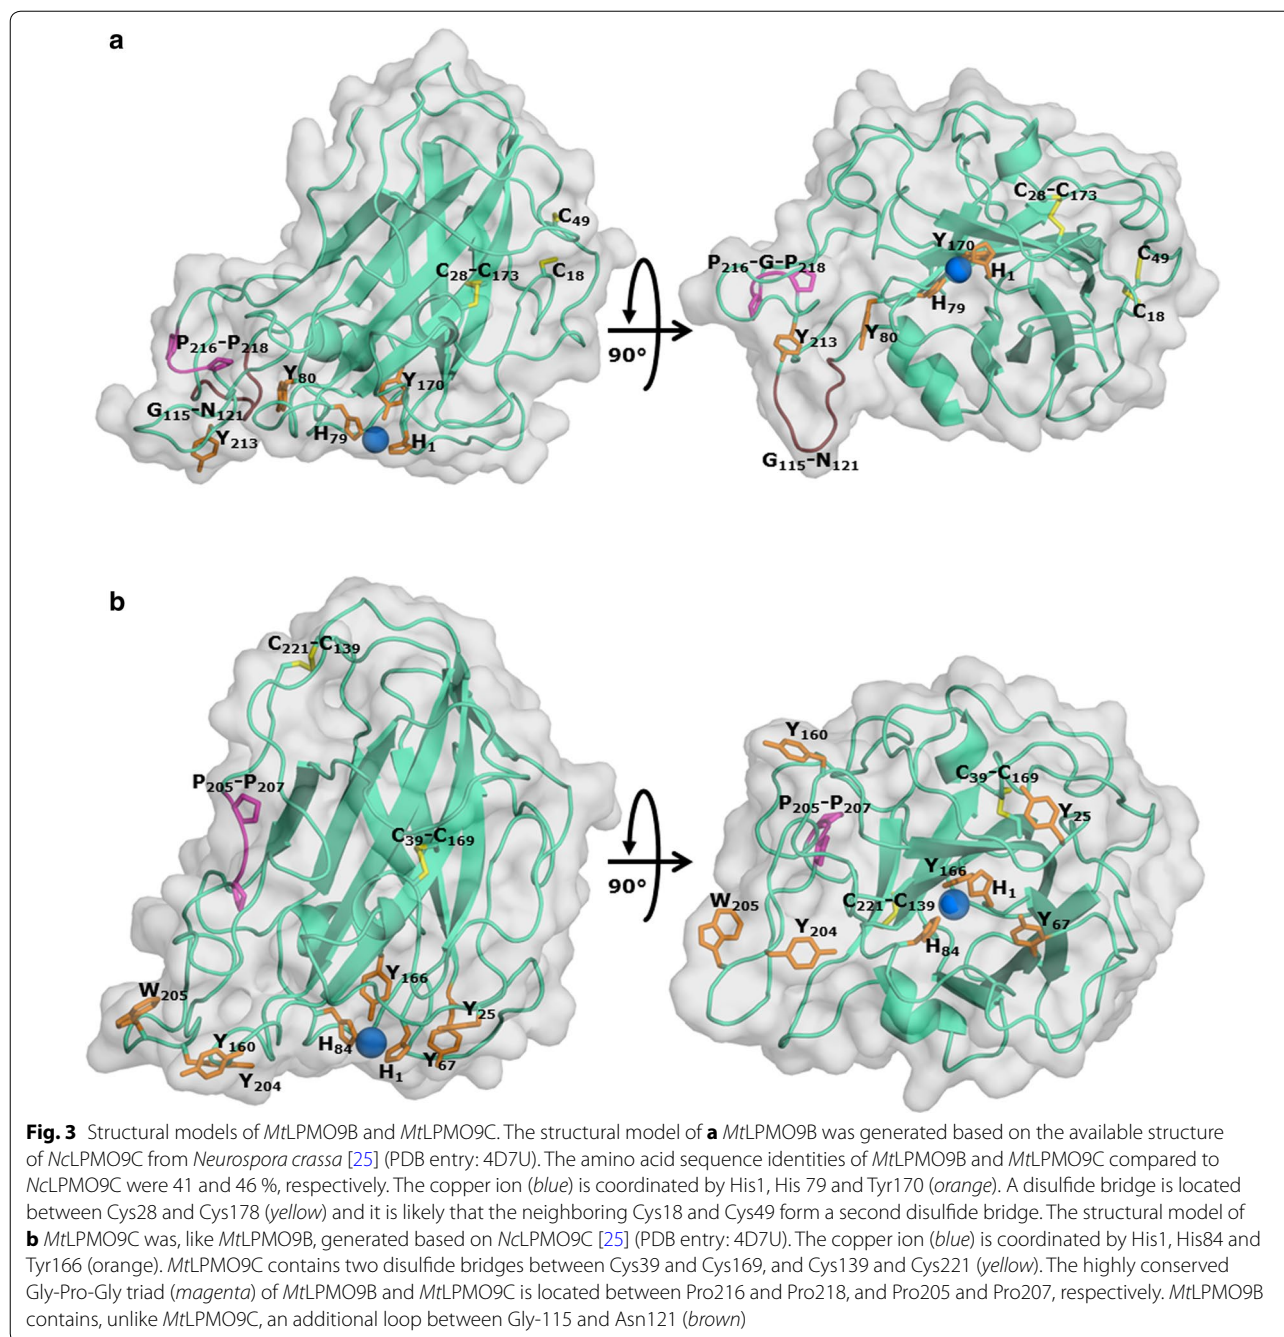 a
C49
C28–C173
C18
P216–P218
Y80
Y170
G115–N121
Y213
H79
H1
90°
C28–C173
Y170
C49
P216–G–P218
H1
H79
C18
Y213
Y80
G115–N121
b
C221–C139
P205–P207
C39–C169
Y166
W205
Y25
Y160
H84
Y67
Y204
H1
90°
Y160
C39–C169
P205–P207
Y25
Y166
H1
W205
C221–C139
Y204
Y67
H84
Fig. 3 Structural models of MtLPMO9B and MtLPMO9C. The structural model of a MtLPMO9B was generated based on the available structure
of NcLPMO9C from Neurospora crassa [25] (PDB entry: 4D7U). The amino acid sequence identities of MtLPMO9B and MtLPMO9C compared to
NcLPMO9C were 41 and 46 %, respectively. The copper ion (blue) is coordinated by His1, His 79 and Tyr170 (orange). A disulfide bridge is located
between Cys28 and Cys178 (yellow) and it is likely that the neighboring Cys18 and Cys49 form a second disulfide bridge. The structural model of
b MtLPMO9C was, like MtLPMO9B, generated based on NcLPMO9C [25] (PDB entry: 4D7U). The copper ion (blue) is coordinated by His1, His84 and
Tyr166 (orange). MtLPMO9C contains two disulfide bridges between Cys39 and Cys169, and Cys139 and Cys221 (yellow). The highly conserved
Gly-Pro-Gly triad (magenta) of MtLPMO9B and MtLPMO9C is located between Pro216 and Pro218, and Pro205 and Pro207, respectively. MtLPMO9B
contains, unlike MtLPMO9C, an additional loop between Gly-115 and Asn121 (brown)